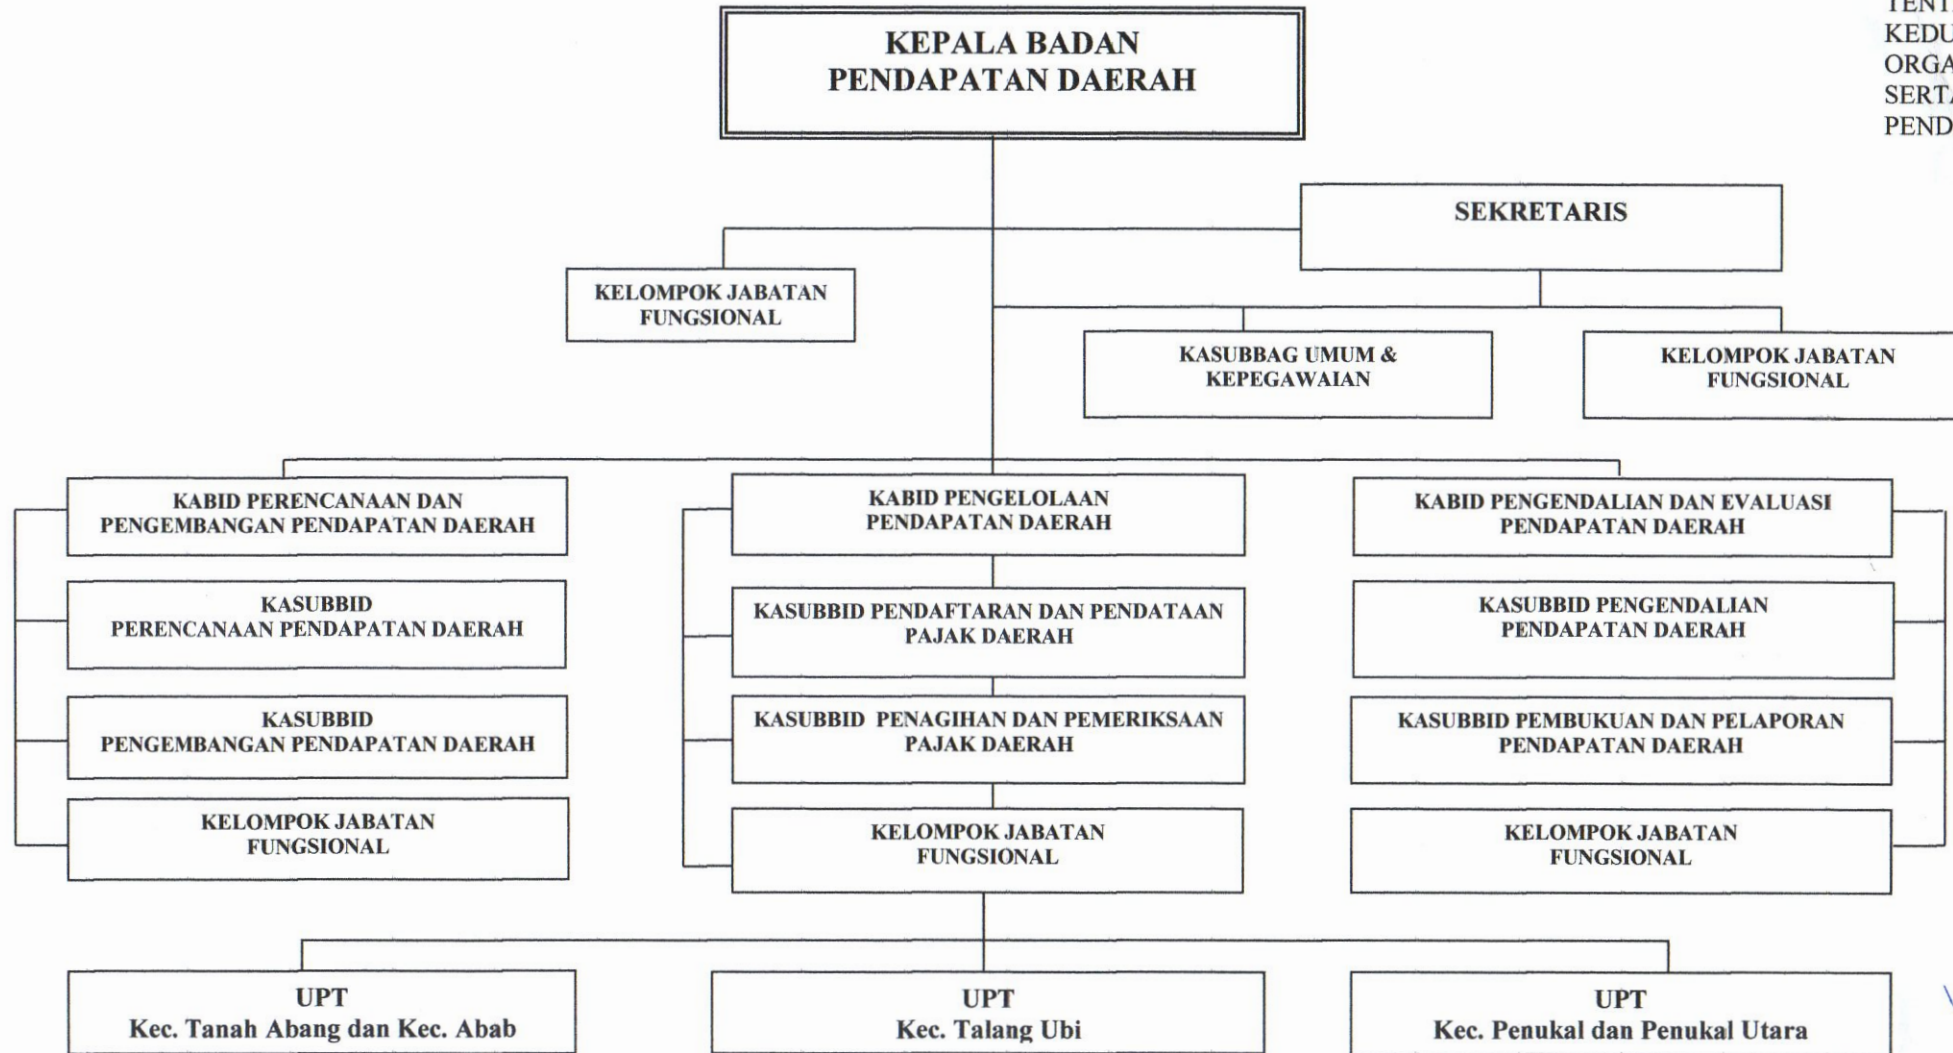 KEPALA BADAN
PENDAPATAN DAERAH
KEDU
ORGA
SERTA
PEND
SEKRETARIS
KELOMPOK JABATAN
FUNGSIONAL
KASUBBAG UMUM &
KEPEGAWAIAN
KELOMPOK JABATAN
FUNGSIONAL
KABID PERENCANAAN DAN
PENGEMBANGAN PENDAPATAN DAERAH
KASUBBID
PERENCANAAN PENDAPATAN DAERAH
KASUBBID
PENGEMBANGAN PENDAPATAN DAERAH
KELOMPOK JABATAN
FUNGSIONAL
KABID PENGELOLAAN
PENDAPATAN DAERAH
KASUBBID PENDAFTARAN DAN PENDATAAN
PAJAK DAERAH
KASUBBID PENAGIHAN DAN PEMERIKSAAN
PAJAK DAERAH
KELOMPOK JABATAN
FUNGSIONAL
KABID PENGENDALIAN DAN EVALUASI
PENDAPATAN DAERAH
KASUBBID PENGENDALIAN
PENDAPATAN DAERAH
KASUBBID PEMBUKUAN DAN PELAPORAN
PENDAPATAN DAERAH
KELOMPOK JABATAN
FUNGSIONAL
UPT
Kec. Tanah Abang dan Kec. Abab
UPT
Kec. Talang Ubi
UPT
Kec. Penukal dan Penukal Utara